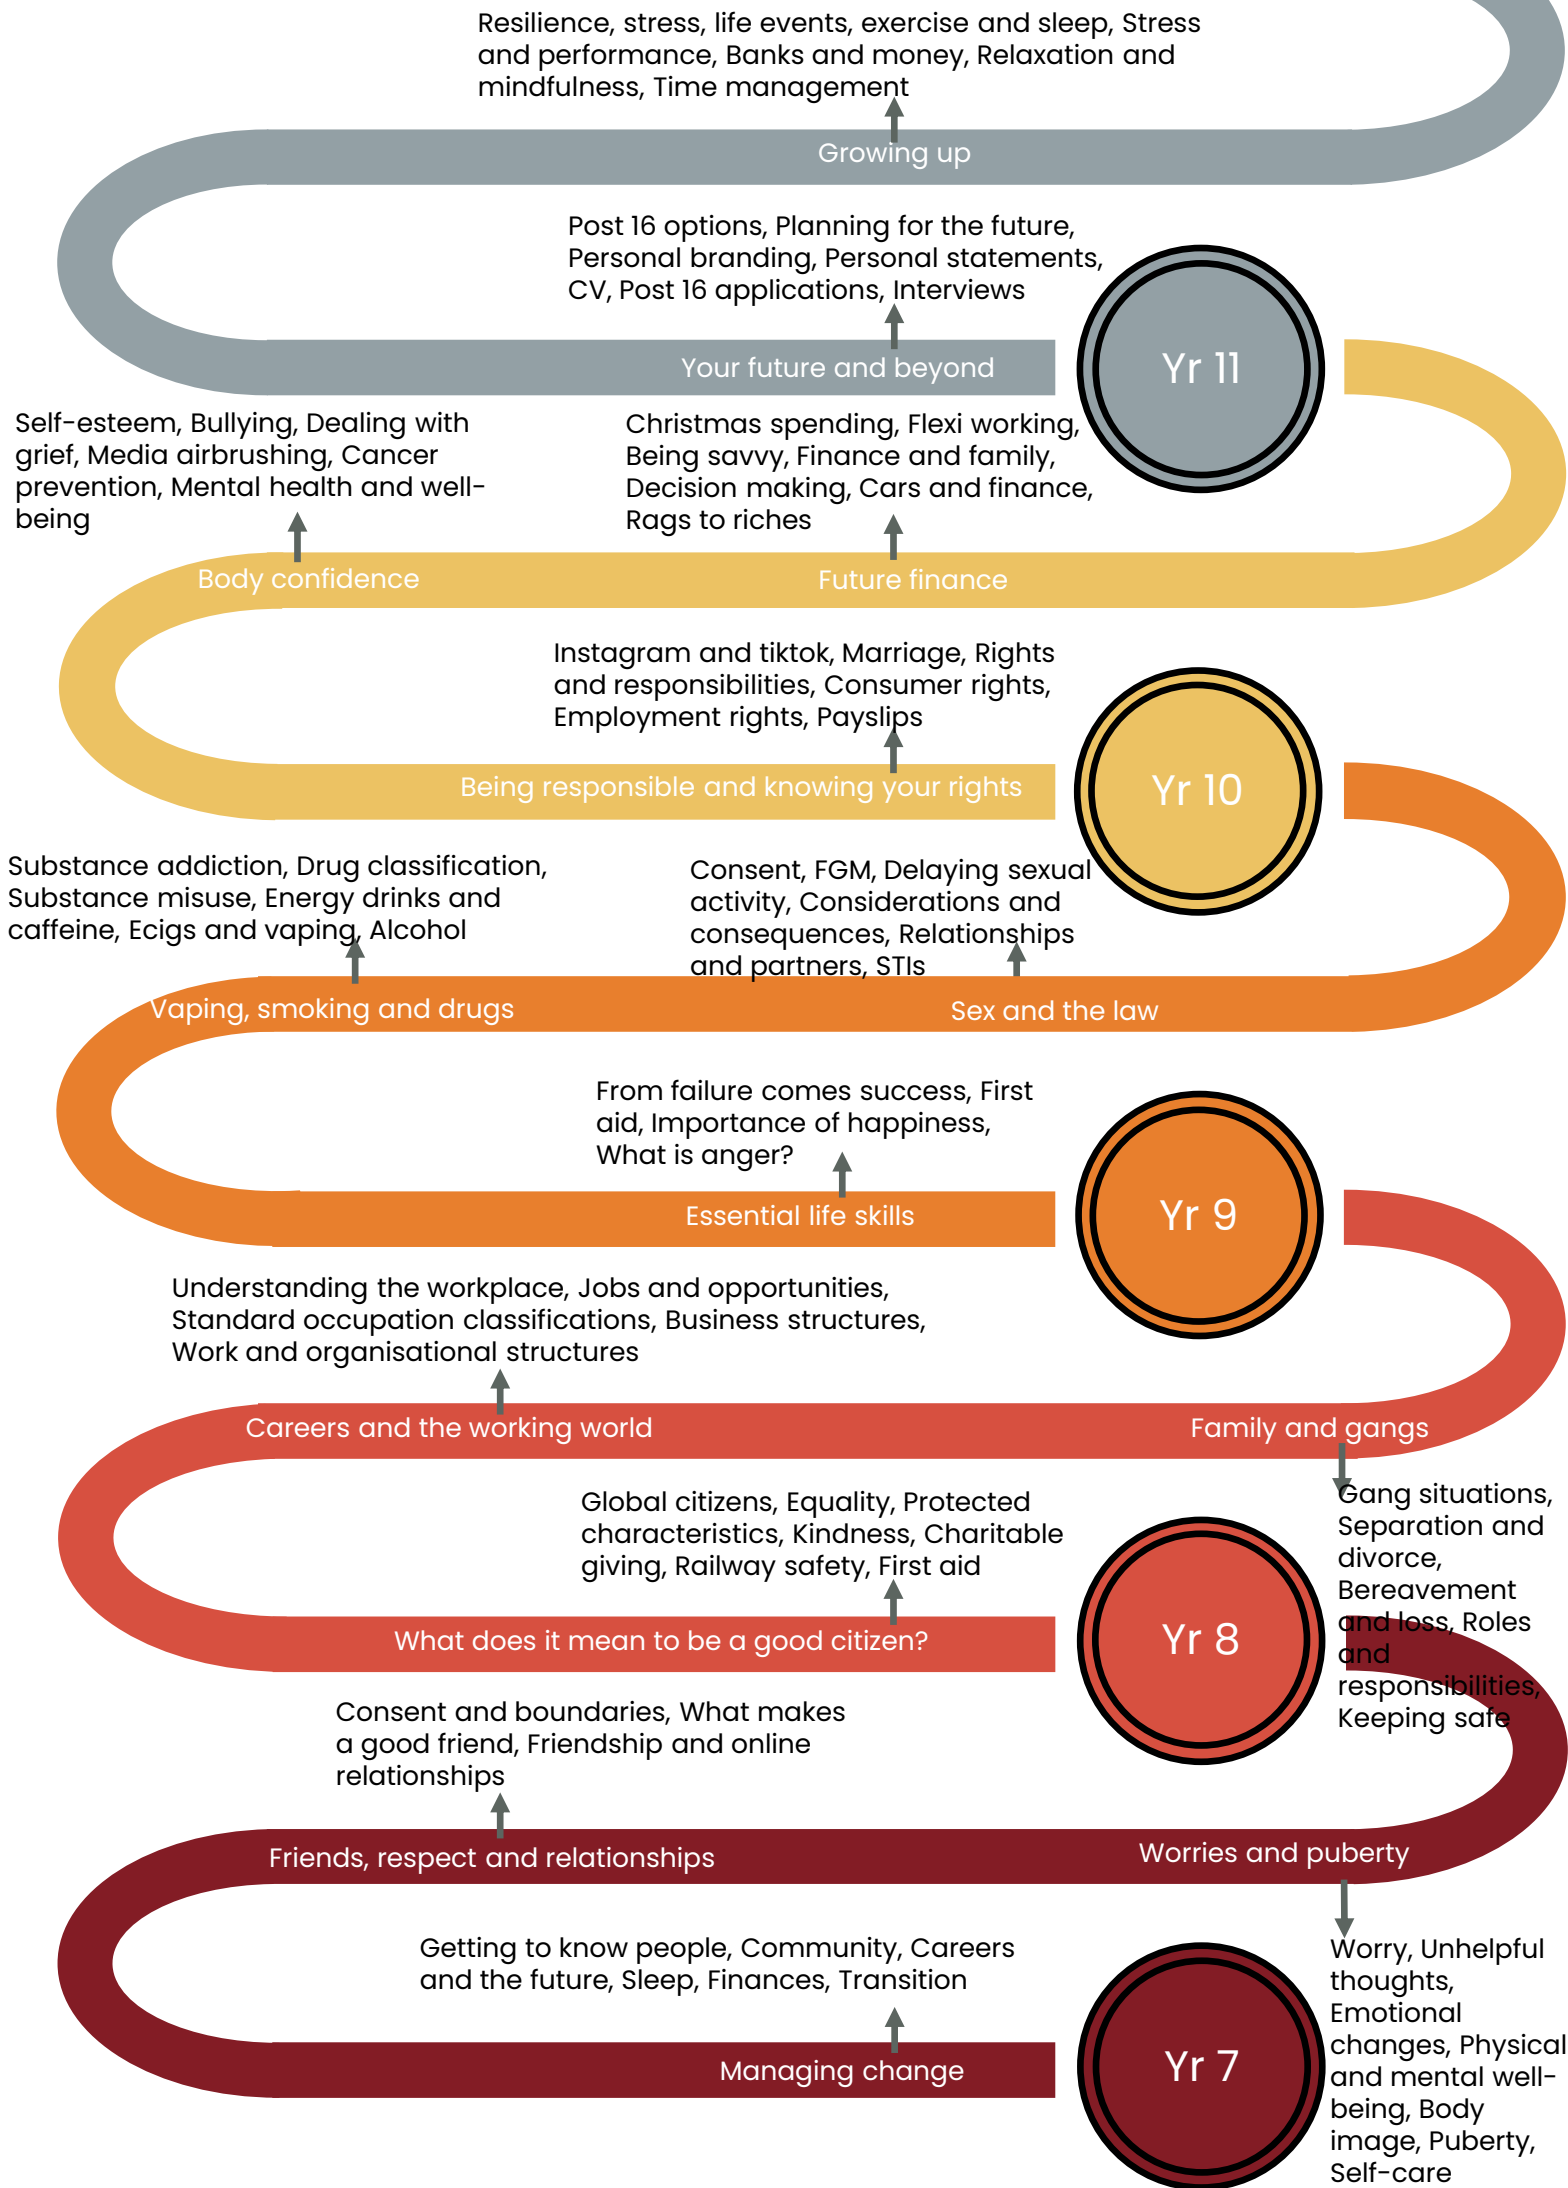 Resilience, stress, life events, exercise and sleep, Stress
and performance, Banks and money, Relaxation and
mindfulness, Time management
Growing up
Post 16 options, Planning for the future,
Personal branding, Personal statements,
CV, Post 16 applications, Interviews
Your future and beyond
Yr 11
Self-esteem, Bullying, Dealing with
grief, Media airbrushing, Cancer
prevention, Mental health and well-
being
Christmas spending, Flexi working,
Being savvy, Finance and family,
Decision making, Cars and finance,
Rags to riches
Body confidence
Future finance
Instagram and tiktok, Marriage, Rights
and responsibilities, Consumer rights,
Employment rights, Payslips
Being responsible and knowing your rights
Yr 10
Substance addiction, Drug classification,
Substance misuse, Energy drinks and
caffeine, Ecigs and vaping, Alcohol
Consent, FGM, Delaying sexual
activity, Considerations and
consequences, Relationships
and partners, STIs
Vaping, smoking and drugs
Sex and the law
From failure comes success, First
aid, Importance of happiness,
What is anger?
Essential life skills
Yr 9
Understanding the workplace, Jobs and opportunities,
Standard occupation classifications, Business structures,
Work and organisational structures
Careers and the working world
Family and gangs
Gang situations,
Separation and
divorce,
Bereavement
and loss, Roles
and
responsibilities,
Keeping safe
Global citizens, Equality, Protected
characteristics, Kindness, Charitable
giving, Railway safety, First aid
What does it mean to be a good citizen?
Yr 8
Consent and boundaries, What makes
a good friend, Friendship and online
relationships
Friends, respect and relationships
Worries and puberty
Worry, Unhelpful
thoughts,
Emotional
changes, Physical
and mental well-
being, Body
image, Puberty,
Self-care
Getting to know people, Community, Careers
and the future, Sleep, Finances, Transition
Managing change
Yr 7